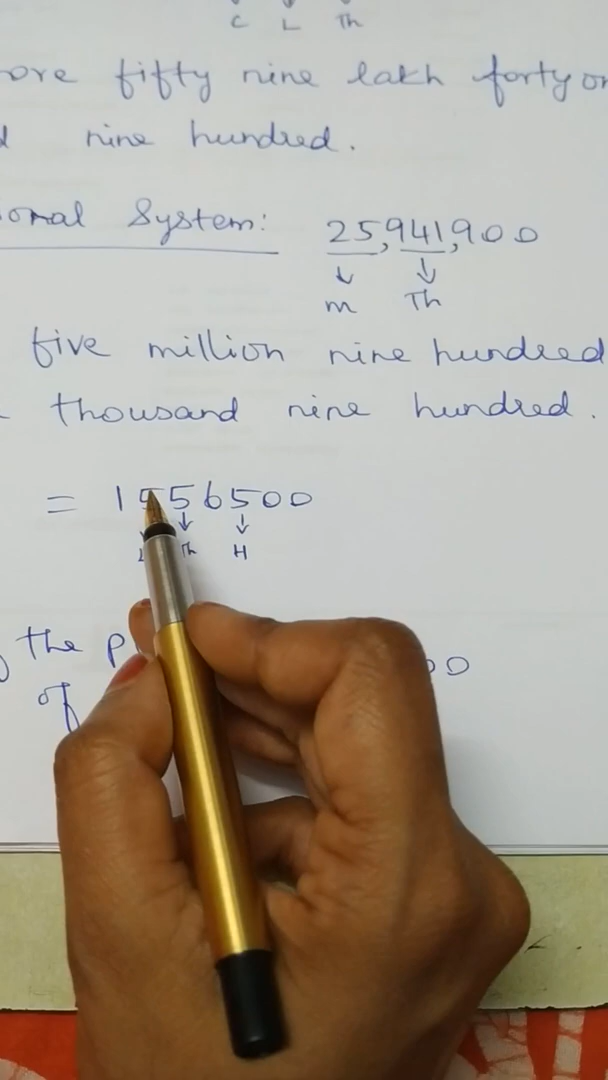 C L Th
ore fifty nine lakh forty on
d nine hundred.
onal System: 25,941,900
m Th
five million nine hundred
thousand nine hundred.
= 1556500
L Th H
the p 00
of